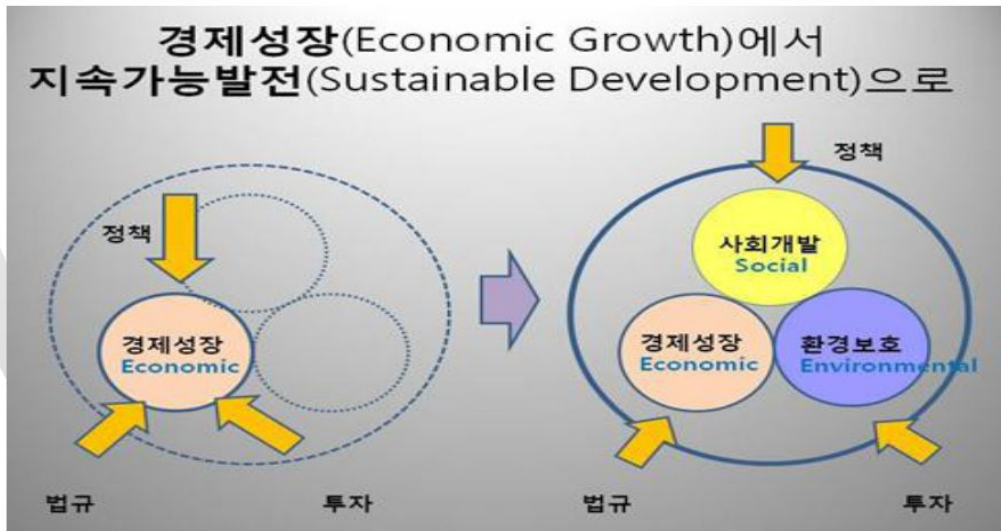 경제성장(Economic Growth)에서
지속가능발전(Sustainable Development)으로
정책
경제성장
Economic
법규
투자
정책
사회개발
Social
경제성장
Economic
환경보호
Environmental
법규
투자